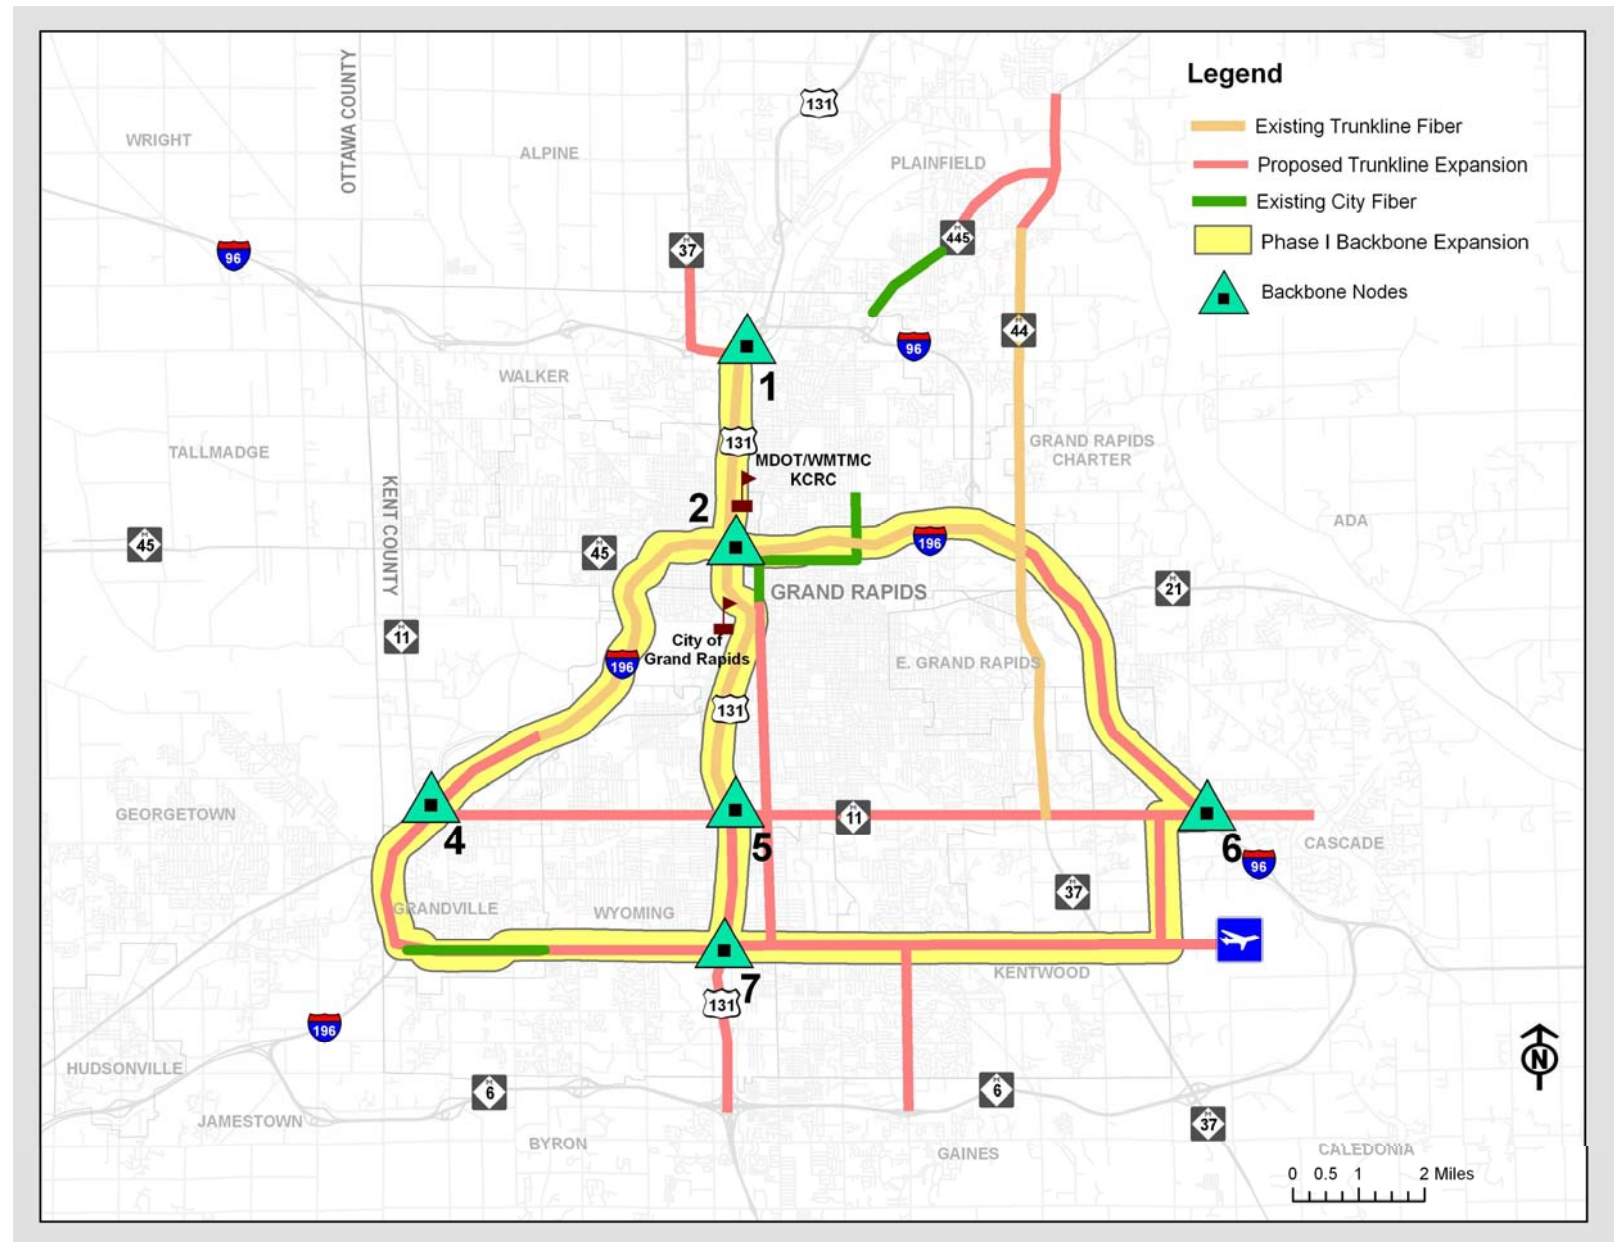 Legend
Existing Trunkline Fiber
Proposed Trunkline Expansion
Existing City Fiber
Phase I Backbone Expansion
Backbone Nodes
OTTAWA COUNTY
131
WRIGHT
ALPINE
PLAINFIELD
M
445
M
37
96
M
44
96
1
WALKER
131
GRAND RAPIDS
CHARTER
TALLMADGE
MDOT/WMTMC
KCRC
KENT COUNTY
2
ADA
M
45
M
45
196
M
21
GRAND RAPIDS
M
11
City of
Grand Rapids
196
E. GRAND RAPIDS
131
GEORGETOWN
M
11
4
5
6
CASCADE
96
M
37
GRANDVILLE
WYOMING
KENTWOOD
7
131
196
HUDSONVILLE
M
6
M
6
N
JAMESTOWN
M
37
BYRON
GAINES
CALEDONIA
0 0.5 1 2 Miles